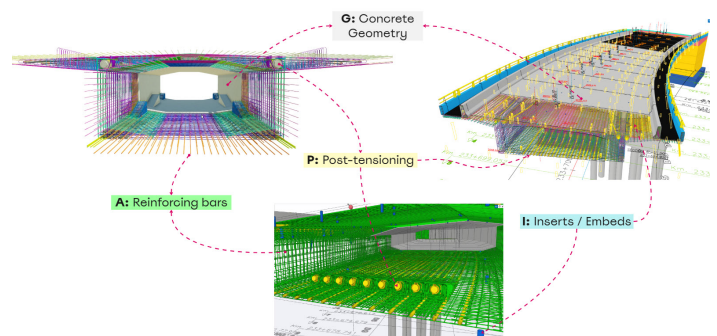 G: Concrete
Geometry
P: Post-tensioning
A: Reinforcing bars
I: Inserts / Embeds